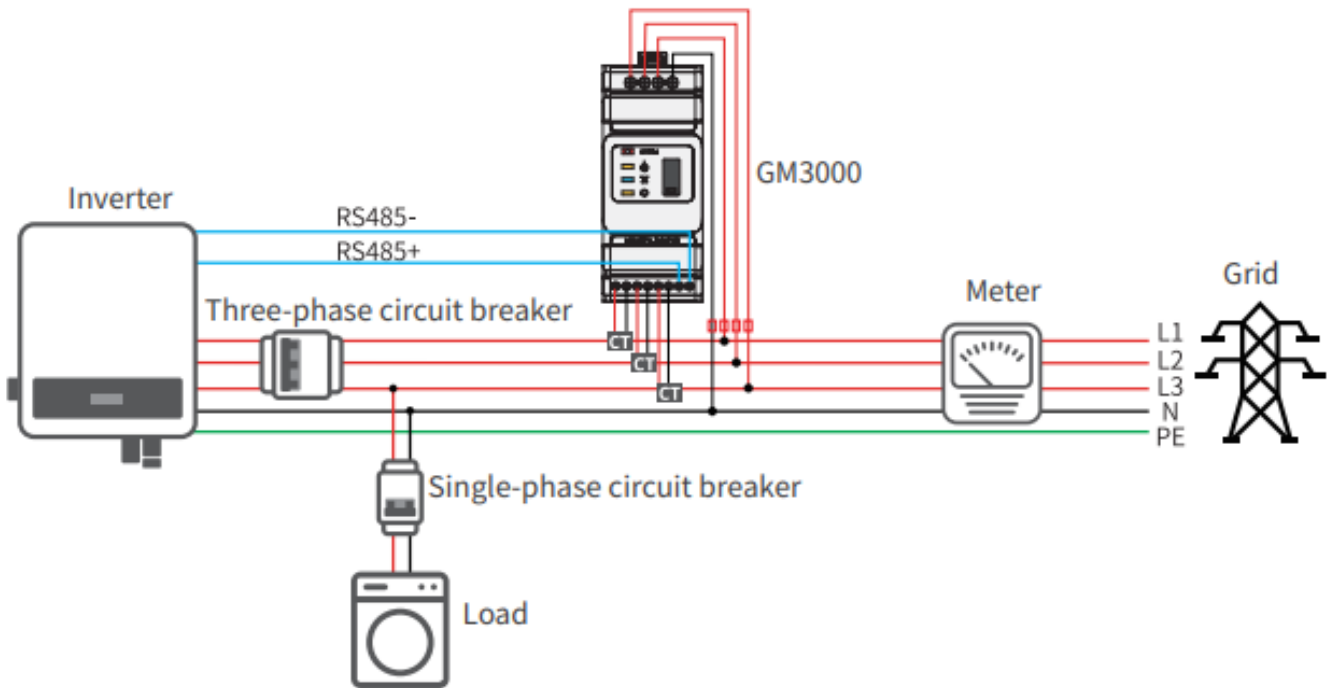 GM3000
Inverter
RS485-
RS485+
Three-phase circuit breaker
CT
CT
CT
Meter
Grid
L1
L2
L3
N
PE
Single-phase circuit breaker
Load